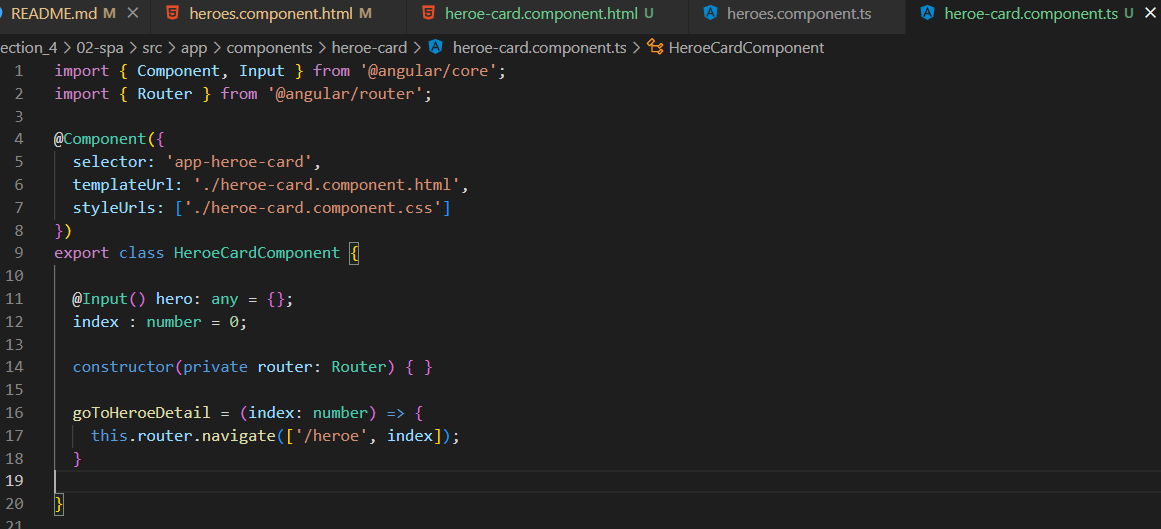 README.md M heroes.component.html M heroe-card.component.html U heroes.component.ts heroe-card.component.ts U
ection_4 > 02-spa > src > app > components > heroe-card > heroe-card.component.ts > HeroeCardComponent
1 import { Component, Input } from '@angular/core';
2 import { Router } from '@angular/router';
3
4 @Component({
5   selector: 'app-heroe-card',
6   templateUrl: './heroe-card.component.html',
7   styleUrls: ['./heroe-card.component.css']
8 })
9 export class HeroeCardComponent {
10
11   @Input() hero: any = {};
12   index : number = 0;
13
14   constructor(private router: Router) { }
15
16   goToHeroeDetail = (index: number) => {
17     this.router.navigate(['/heroe', index]);
18   }
19
20 }
21